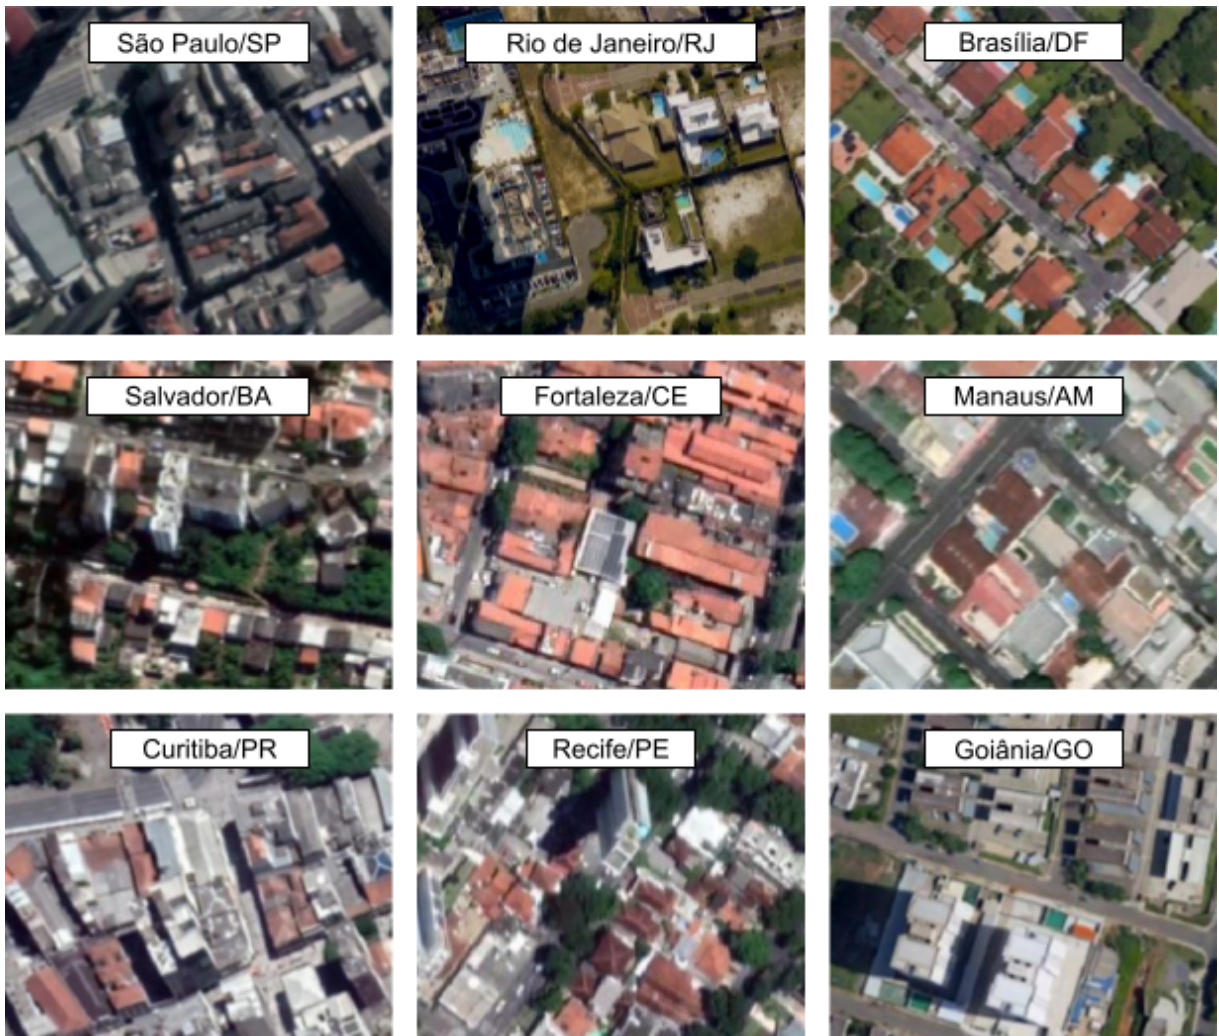 São Paulo/SP
Rio de Janeiro/RJ
Brasília/DF
Salvador/BA
Fortaleza/CE
Manaus/AM
Curitiba/PR
Recife/PE
Goiânia/GO